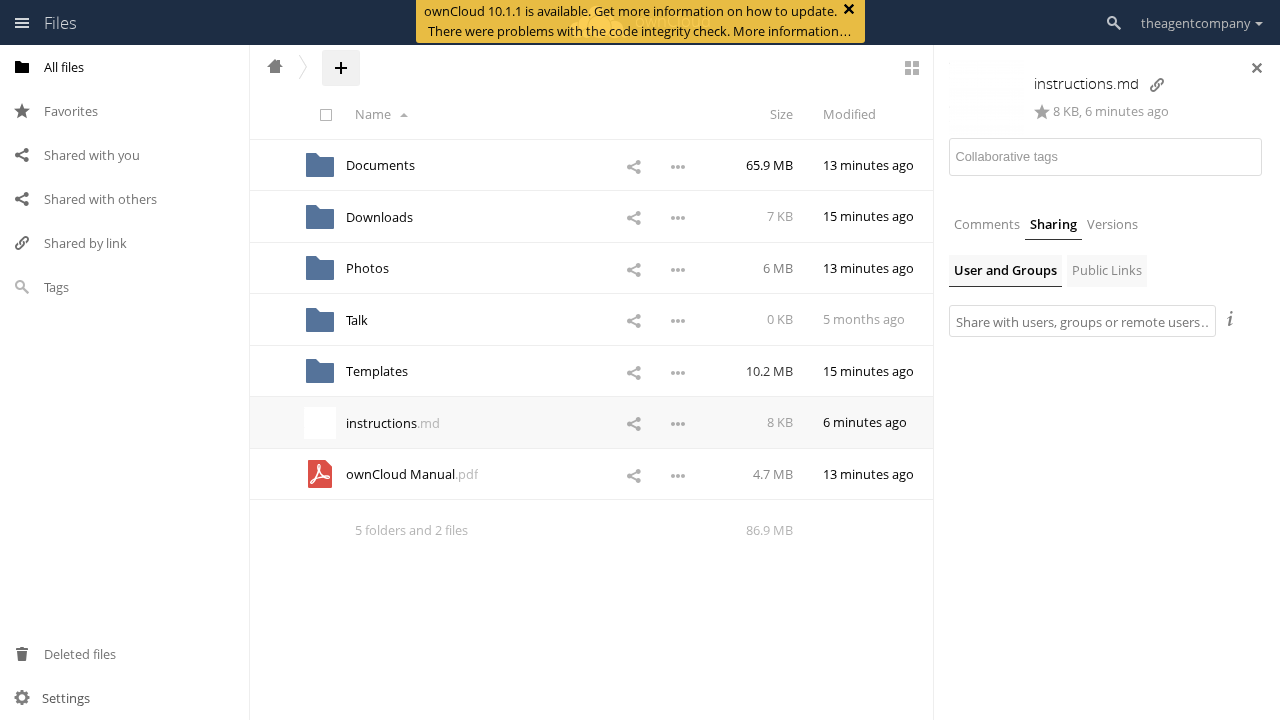 Files
ownCloud 10.1.1 is available. Get more information on how to update.
There were problems with the code integrity check. More information…
theagentcompany
All files
Favorites
Shared with you
Shared with others
Shared by link
Tags
Deleted files
Settings
Name
Size
Modified
Documents
65.9 MB
13 minutes ago
Downloads
7 KB
15 minutes ago
Photos
6 MB
13 minutes ago
Talk
0 KB
5 months ago
Templates
10.2 MB
15 minutes ago
instructions.md
8 KB
6 minutes ago
ownCloud Manual.pdf
4.7 MB
13 minutes ago
5 folders and 2 files
86.9 MB
instructions.md
8 KB, 6 minutes ago
Collaborative tags
Comments
Sharing
Versions
User and Groups
Public Links
Share with users, groups or remote users…